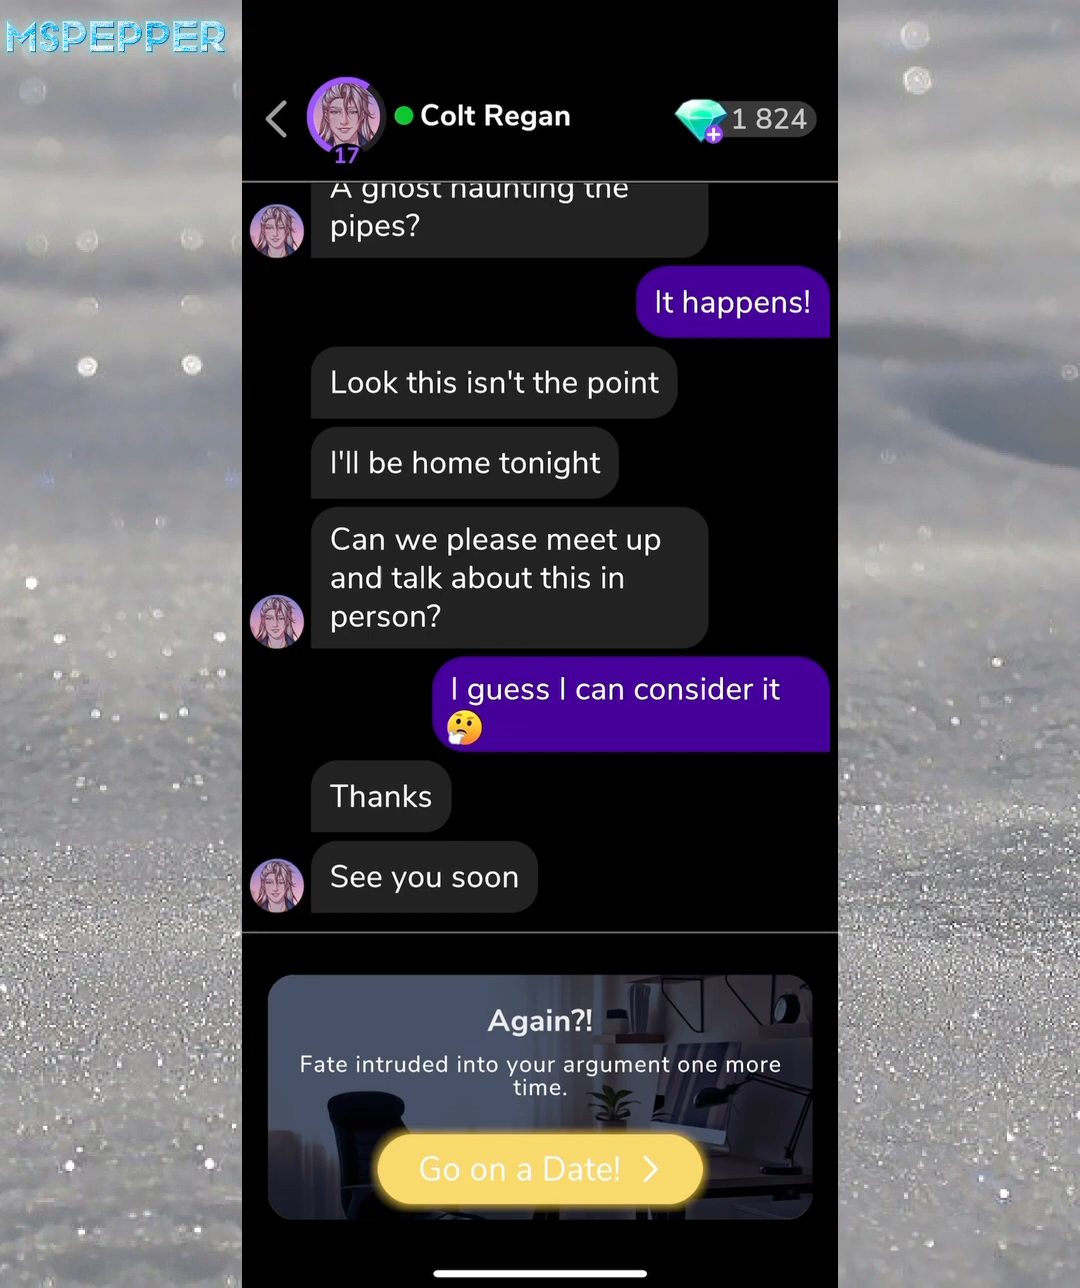 MSPEPPER
Colt Regan
1 824
17
A ghost haunting the
pipes?
It happens!
Look this isn't the point
I'll be home tonight
Can we please meet up
and talk about this in
person?
I guess I can consider it
🤔
Thanks
See you soon
Again?!
Fate intruded into your argument one more
time.
Go on a Date!